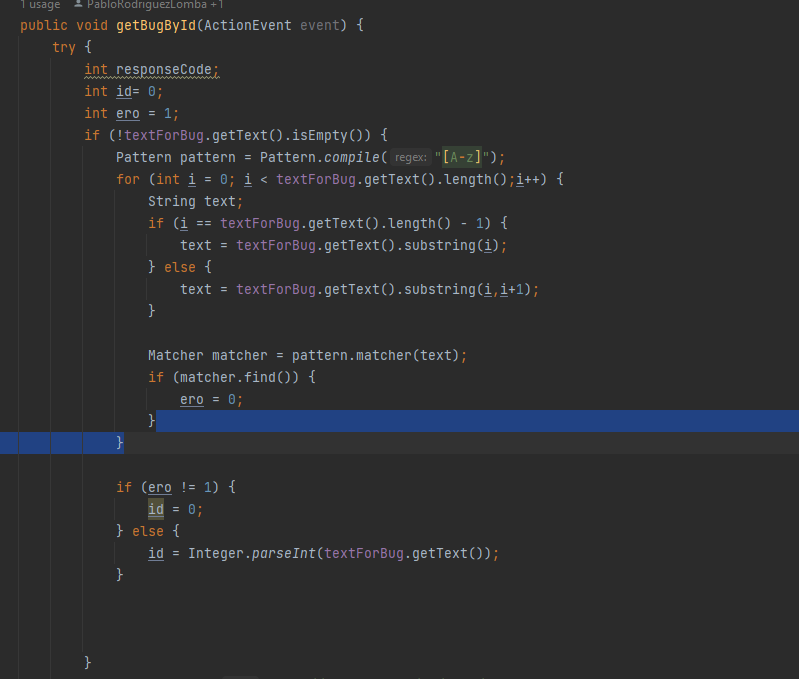 1 usage PabloRodriguezLomba +1
public void getBugById(ActionEvent event) {
try {
int responseCode;
int id= 0;
int ero = 1;
if (!textForBug.getText().isEmpty()) {
Pattern pattern = Pattern.compile( regex: "[A-z]");
for (int i = 0; i < textForBug.getText().length();i++) {
String text;
if (i == textForBug.getText().length() - 1) {
text = textForBug.getText().substring(i);
} else {
text = textForBug.getText().substring(i,i+1);
}
Matcher matcher = pattern.matcher(text);
if (matcher.find()) {
ero = 0;
}
}
if (ero != 1) {
id = 0;
} else {
id = Integer.parseInt(textForBug.getText());
}
}